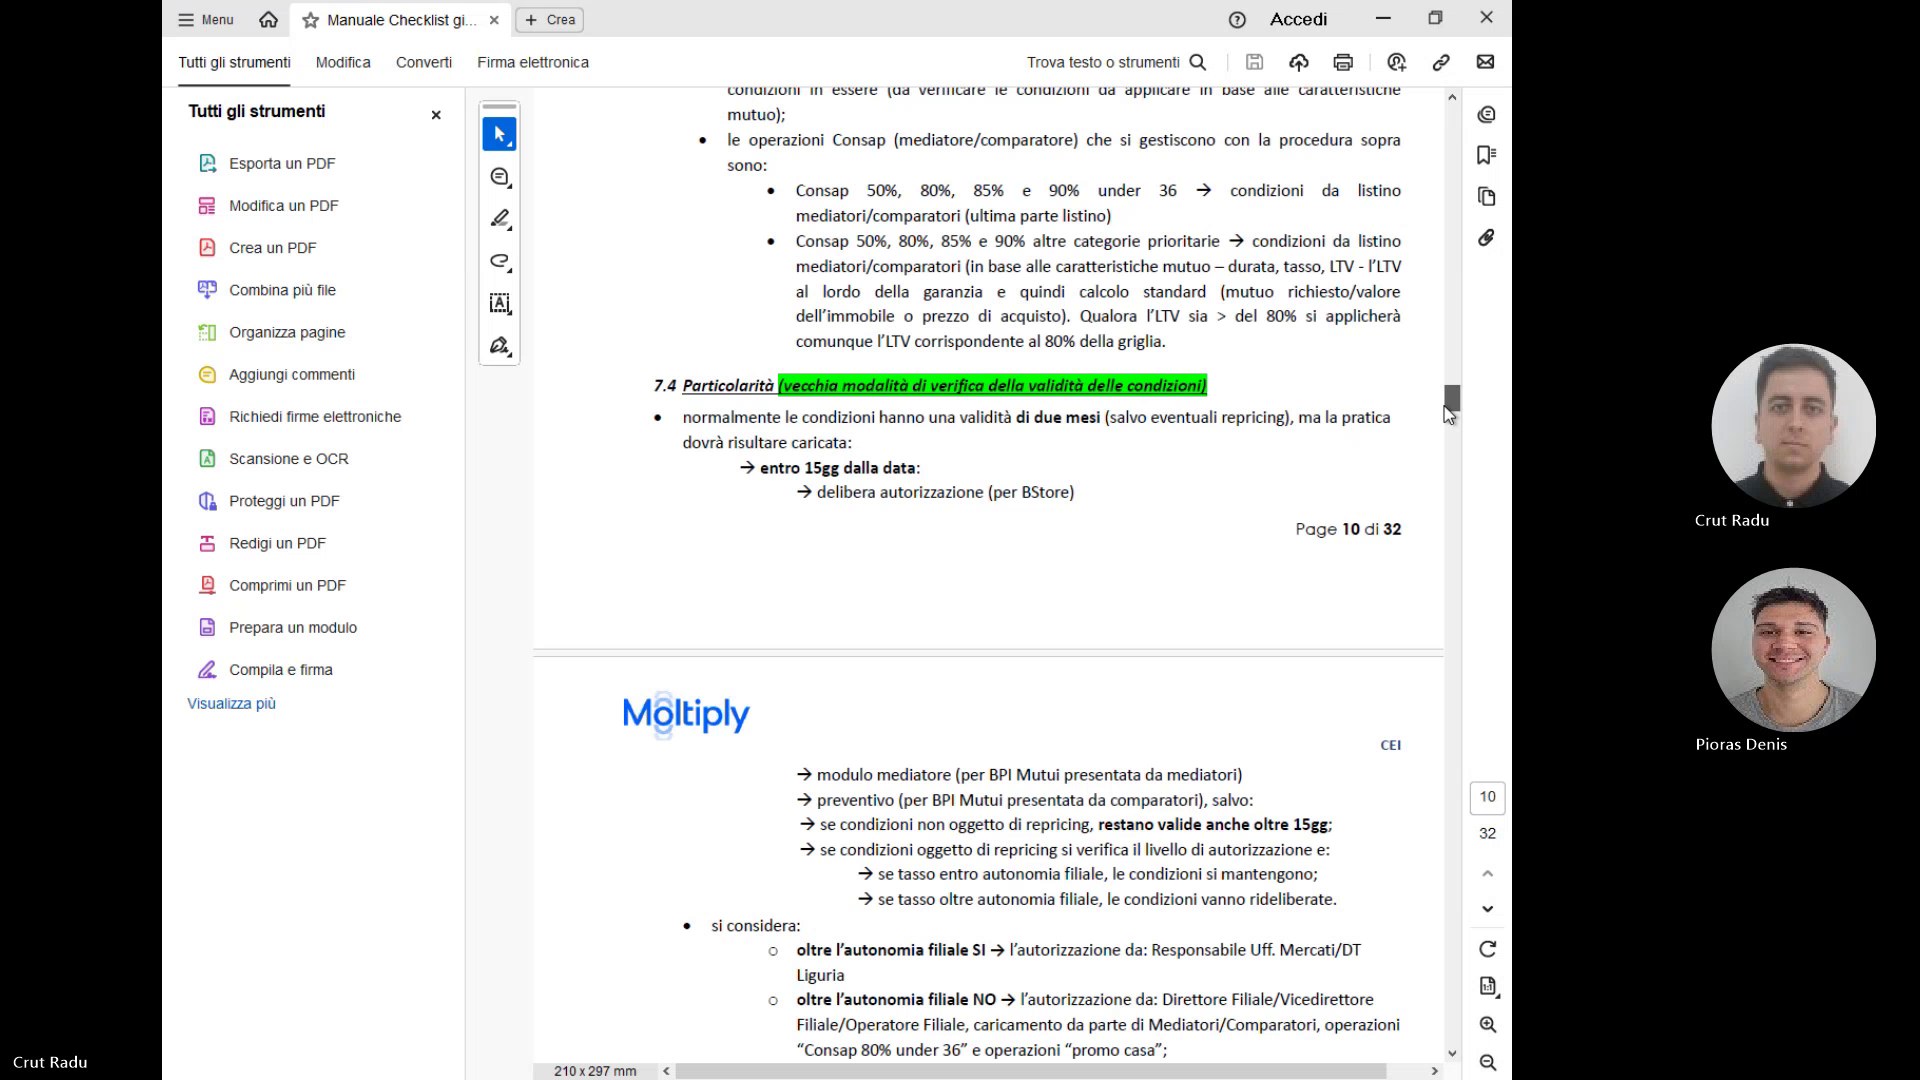 Menu
Manuale Checklist gi...
Crea
Accedi
Tutti gli strumenti
Modifica
Converti
Firma elettronica
Trova testo o strumenti
Tutti gli strumenti
Esporta un PDF
Modifica un PDF
Crea un PDF
Combina più file
Organizza pagine
Aggiungi commenti
Richiedi firme elettroniche
Scansione e OCR
Proteggi un PDF
Redigi un PDF
Comprimi un PDF
Prepara un modulo
Compila e firma
Visualizza più
condizioni in essere (da verificare le condizioni da applicare in base alle caratteristiche
mutuo);
• le operazioni Consap (mediatore/comparatore) che si gestiscono con la procedura sopra
sono:
• Consap 50%, 80%, 85% e 90% under 36 → condizioni da listino
mediatori/comparatori (ultima parte listino)
• Consap 50%, 80%, 85% e 90% altre categorie prioritarie → condizioni da listino
mediatori/comparatori (in base alle caratteristiche mutuo – durata, tasso, LTV - l'LTV
al lordo della garanzia e quindi calcolo standard (mutuo richiesto/valore
dell'immobile o prezzo di acquisto). Qualora l'LTV sia > del 80% si applicherà
comunque l'LTV corrispondente al 80% della griglia.
7.4 Particolarità (vecchia modalità di verifica della validità delle condizioni)
• normalmente le condizioni hanno una validità di due mesi (salvo eventuali repricing), ma la pratica
dovrà risultare caricata:
→ entro 15gg dalla data:
→ delibera autorizzazione (per BStore)
Page 10 di 32
Moltiply
CEI
→ modulo mediatore (per BPI Mutui presentata da mediatori)
→ preventivo (per BPI Mutui presentata da comparatori), salvo:
→ se condizioni non oggetto di repricing, restano valide anche oltre 15gg;
→ se condizioni oggetto di repricing si verifica il livello di autorizzazione e:
→ se tasso entro autonomia filiale, le condizioni si mantengono;
→ se tasso oltre autonomia filiale, le condizioni vanno rideliberate.
• si considera:
o oltre l'autonomia filiale SI → l'autorizzazione da: Responsabile Uff. Mercati/DT
Liguria
o oltre l'autonomia filiale NO → l'autorizzazione da: Direttore Filiale/Vicedirettore
Filiale/Operatore Filiale, caricamento da parte di Mediatori/Comparatori, operazioni
“Consap 80% under 36” e operazioni “promo casa”;
210 x 297 mm
10
32
Crut Radu
Pioras Denis
Crut Radu